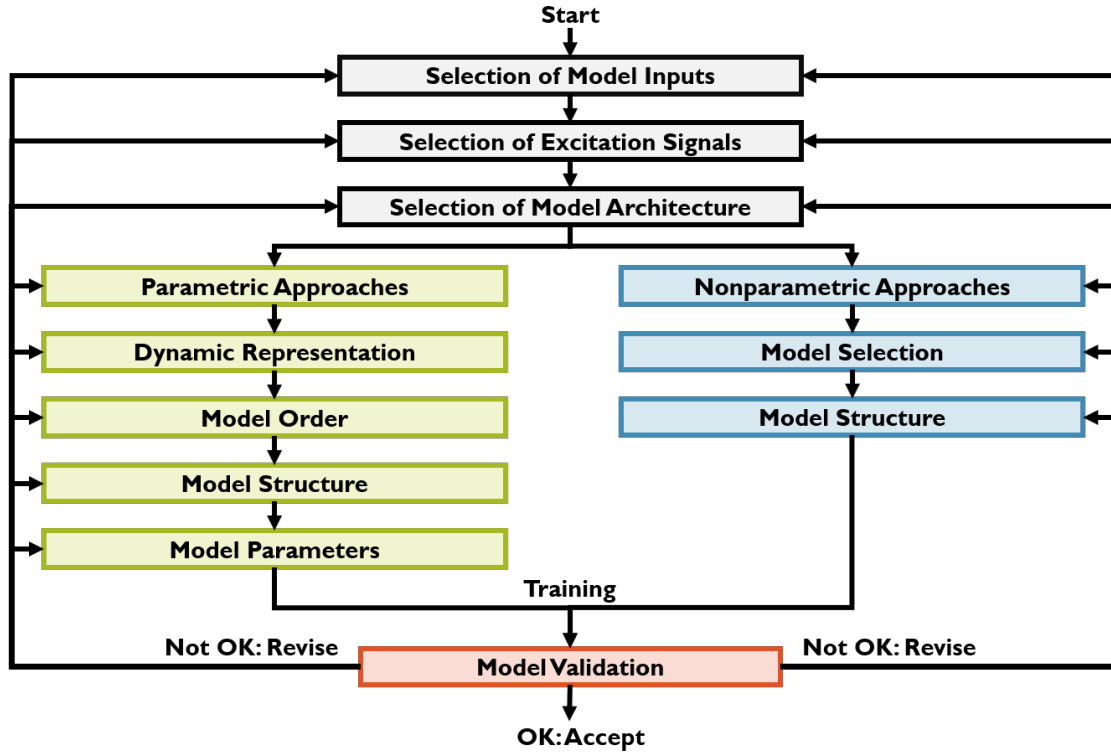 Start
Selection of Model Inputs
Selection of Excitation Signals
Selection of Model Architecture
Parametric Approaches
Nonparametric Approaches
Dynamic Representation
Model Selection
Model Order
Model Structure
Model Structure
Model Parameters
Training
Not OK: Revise
Not OK: Revise
Model Validation
OK: Accept